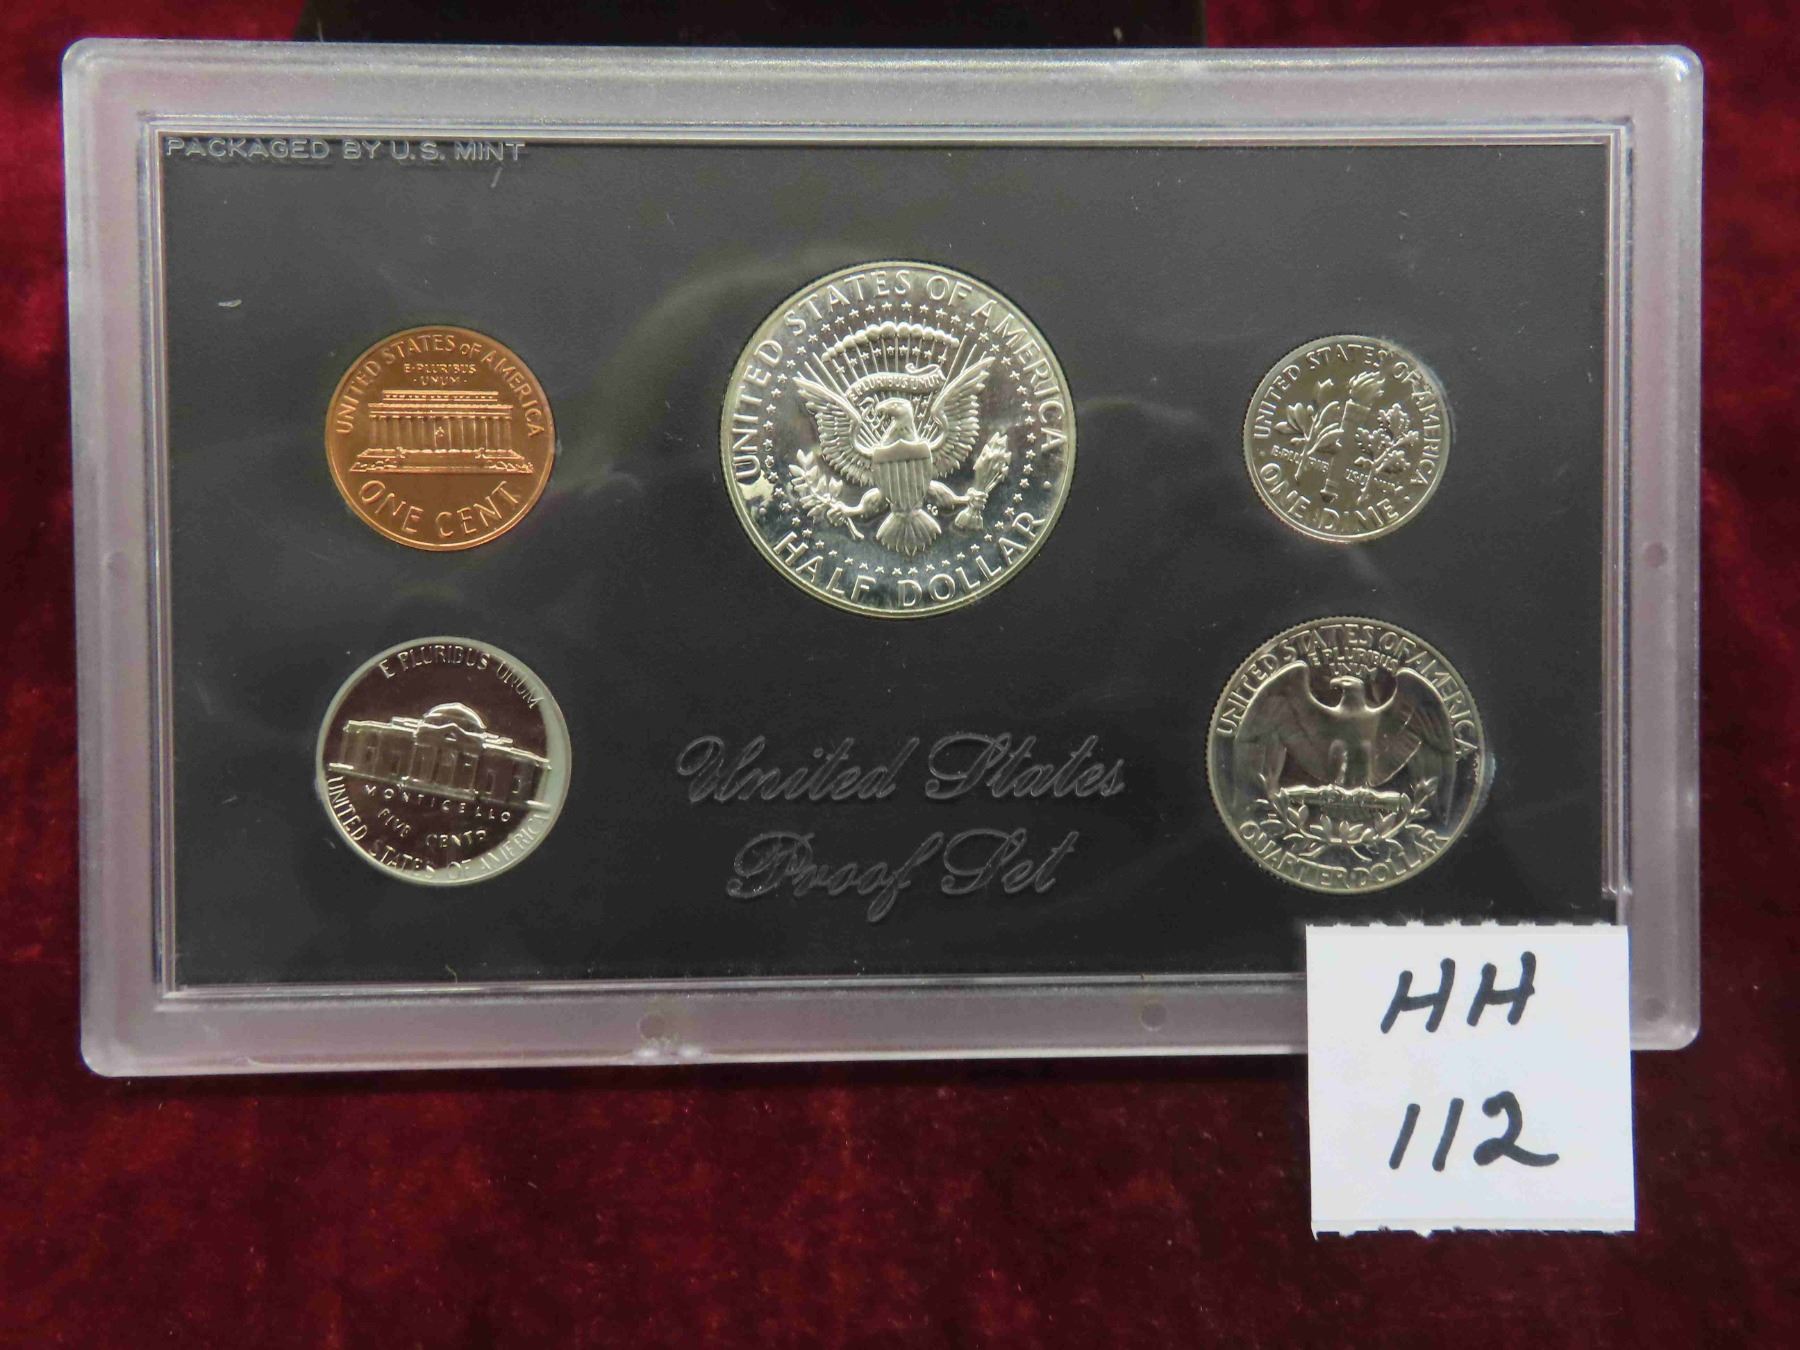 PACKAGED BY U.S. MINT
UNITED STATES OF AMERICA
E·PLURIBUS
·UNUM·
ONE CENT
UNITED STATES OF AMERICA
E PLURIBUS UNUM
FG
HALF DOLLAR
UNITED STATES OF AMERICA
·ONE·DIME·
E PLURIBUS UNUM
MONTICELLO
FIVE CENTS
UNITED STATES OF AMERICA
United States
Proof Set
UNITED STATES OF AMERICA
E PLURIBUS
UNUM
QUARTER DOLLAR
HH
112